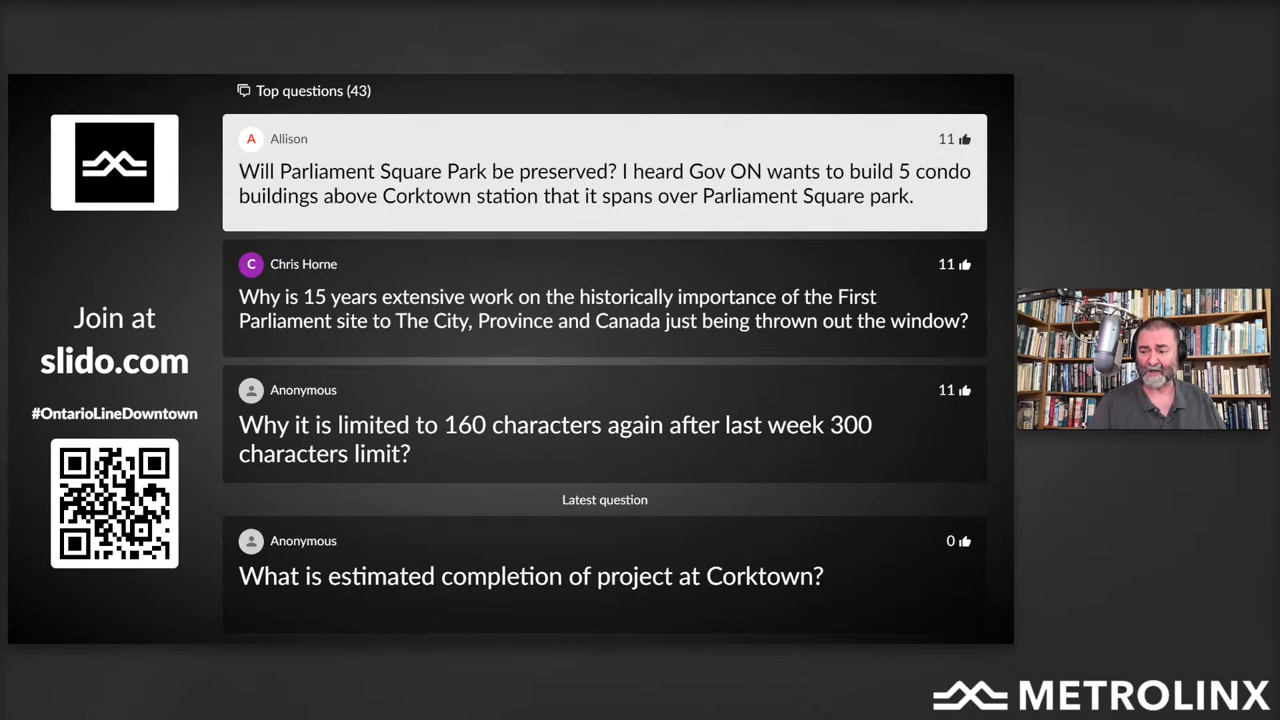 Top questions (43)
A Allison 11
Will Parliament Square Park be preserved? I heard Gov ON wants to build 5 condo
buildings above Corktown station that it spans over Parliament Square park.
C Chris Horne 11
Why is 15 years extensive work on the historically importance of the First
Parliament site to The City, Province and Canada just being thrown out the window?
Anonymous 11
Why it is limited to 160 characters again after last week 300
characters limit?
Latest question
Anonymous 0
What is estimated completion of project at Corktown?
Join at
slido.com
#OntarioLineDowntown
METROLINX